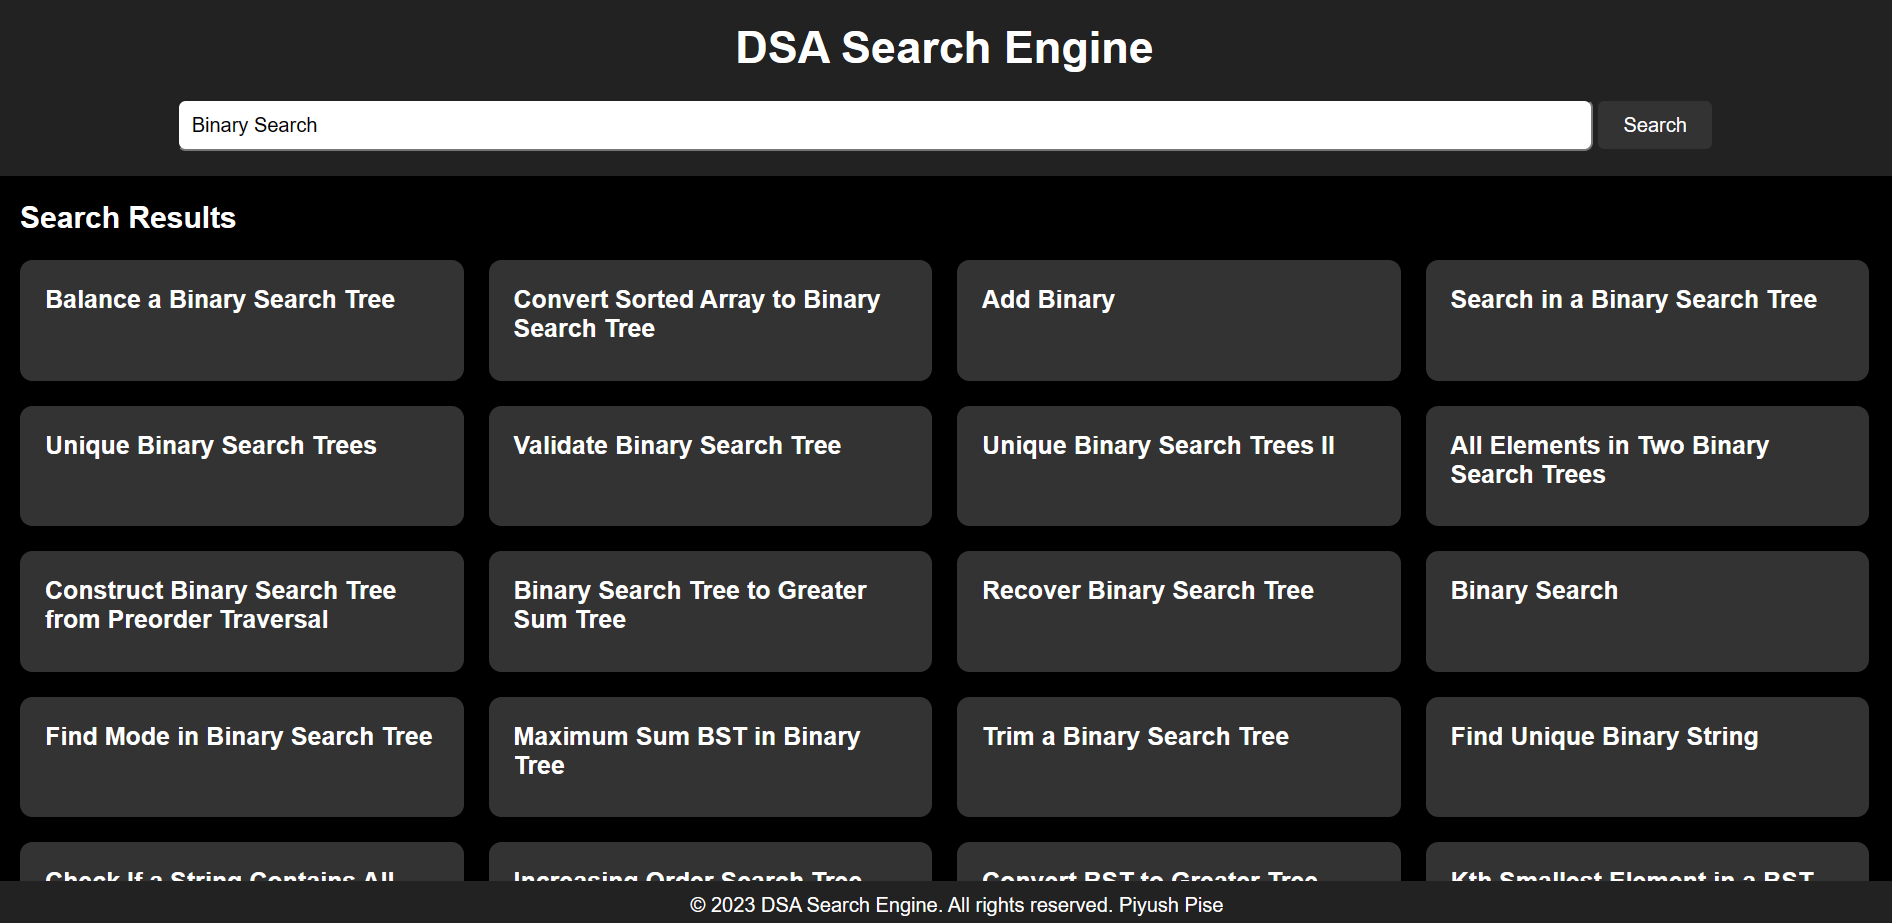 DSA Search Engine
Binary Search
Search
Search Results
Balance a Binary Search Tree
Convert Sorted Array to Binary
Search Tree
Add Binary
Search in a Binary Search Tree
Unique Binary Search Trees
Validate Binary Search Tree
Unique Binary Search Trees II
All Elements in Two Binary
Search Trees
Construct Binary Search Tree
from Preorder Traversal
Binary Search Tree to Greater
Sum Tree
Recover Binary Search Tree
Binary Search
Find Mode in Binary Search Tree
Maximum Sum BST in Binary
Tree
Trim a Binary Search Tree
Find Unique Binary String
Check If a String Contains All
Increasing Order Search Tree
Convert BST to Greater Tree
Kth Smallest Element in a BST
© 2023 DSA Search Engine. All rights reserved. Piyush Pise